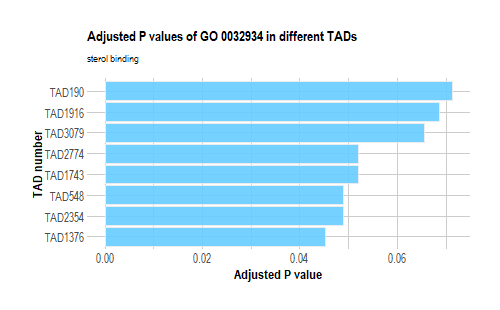 Adjusted P values of GO 0032934 in different TADs
sterol binding
TAD190
TAD1916
TAD3079
TAD2774
TAD1743
TAD548
TAD2354
TAD1376
TAD number
0.00 0.02 0.04 0.06
Adjusted P value